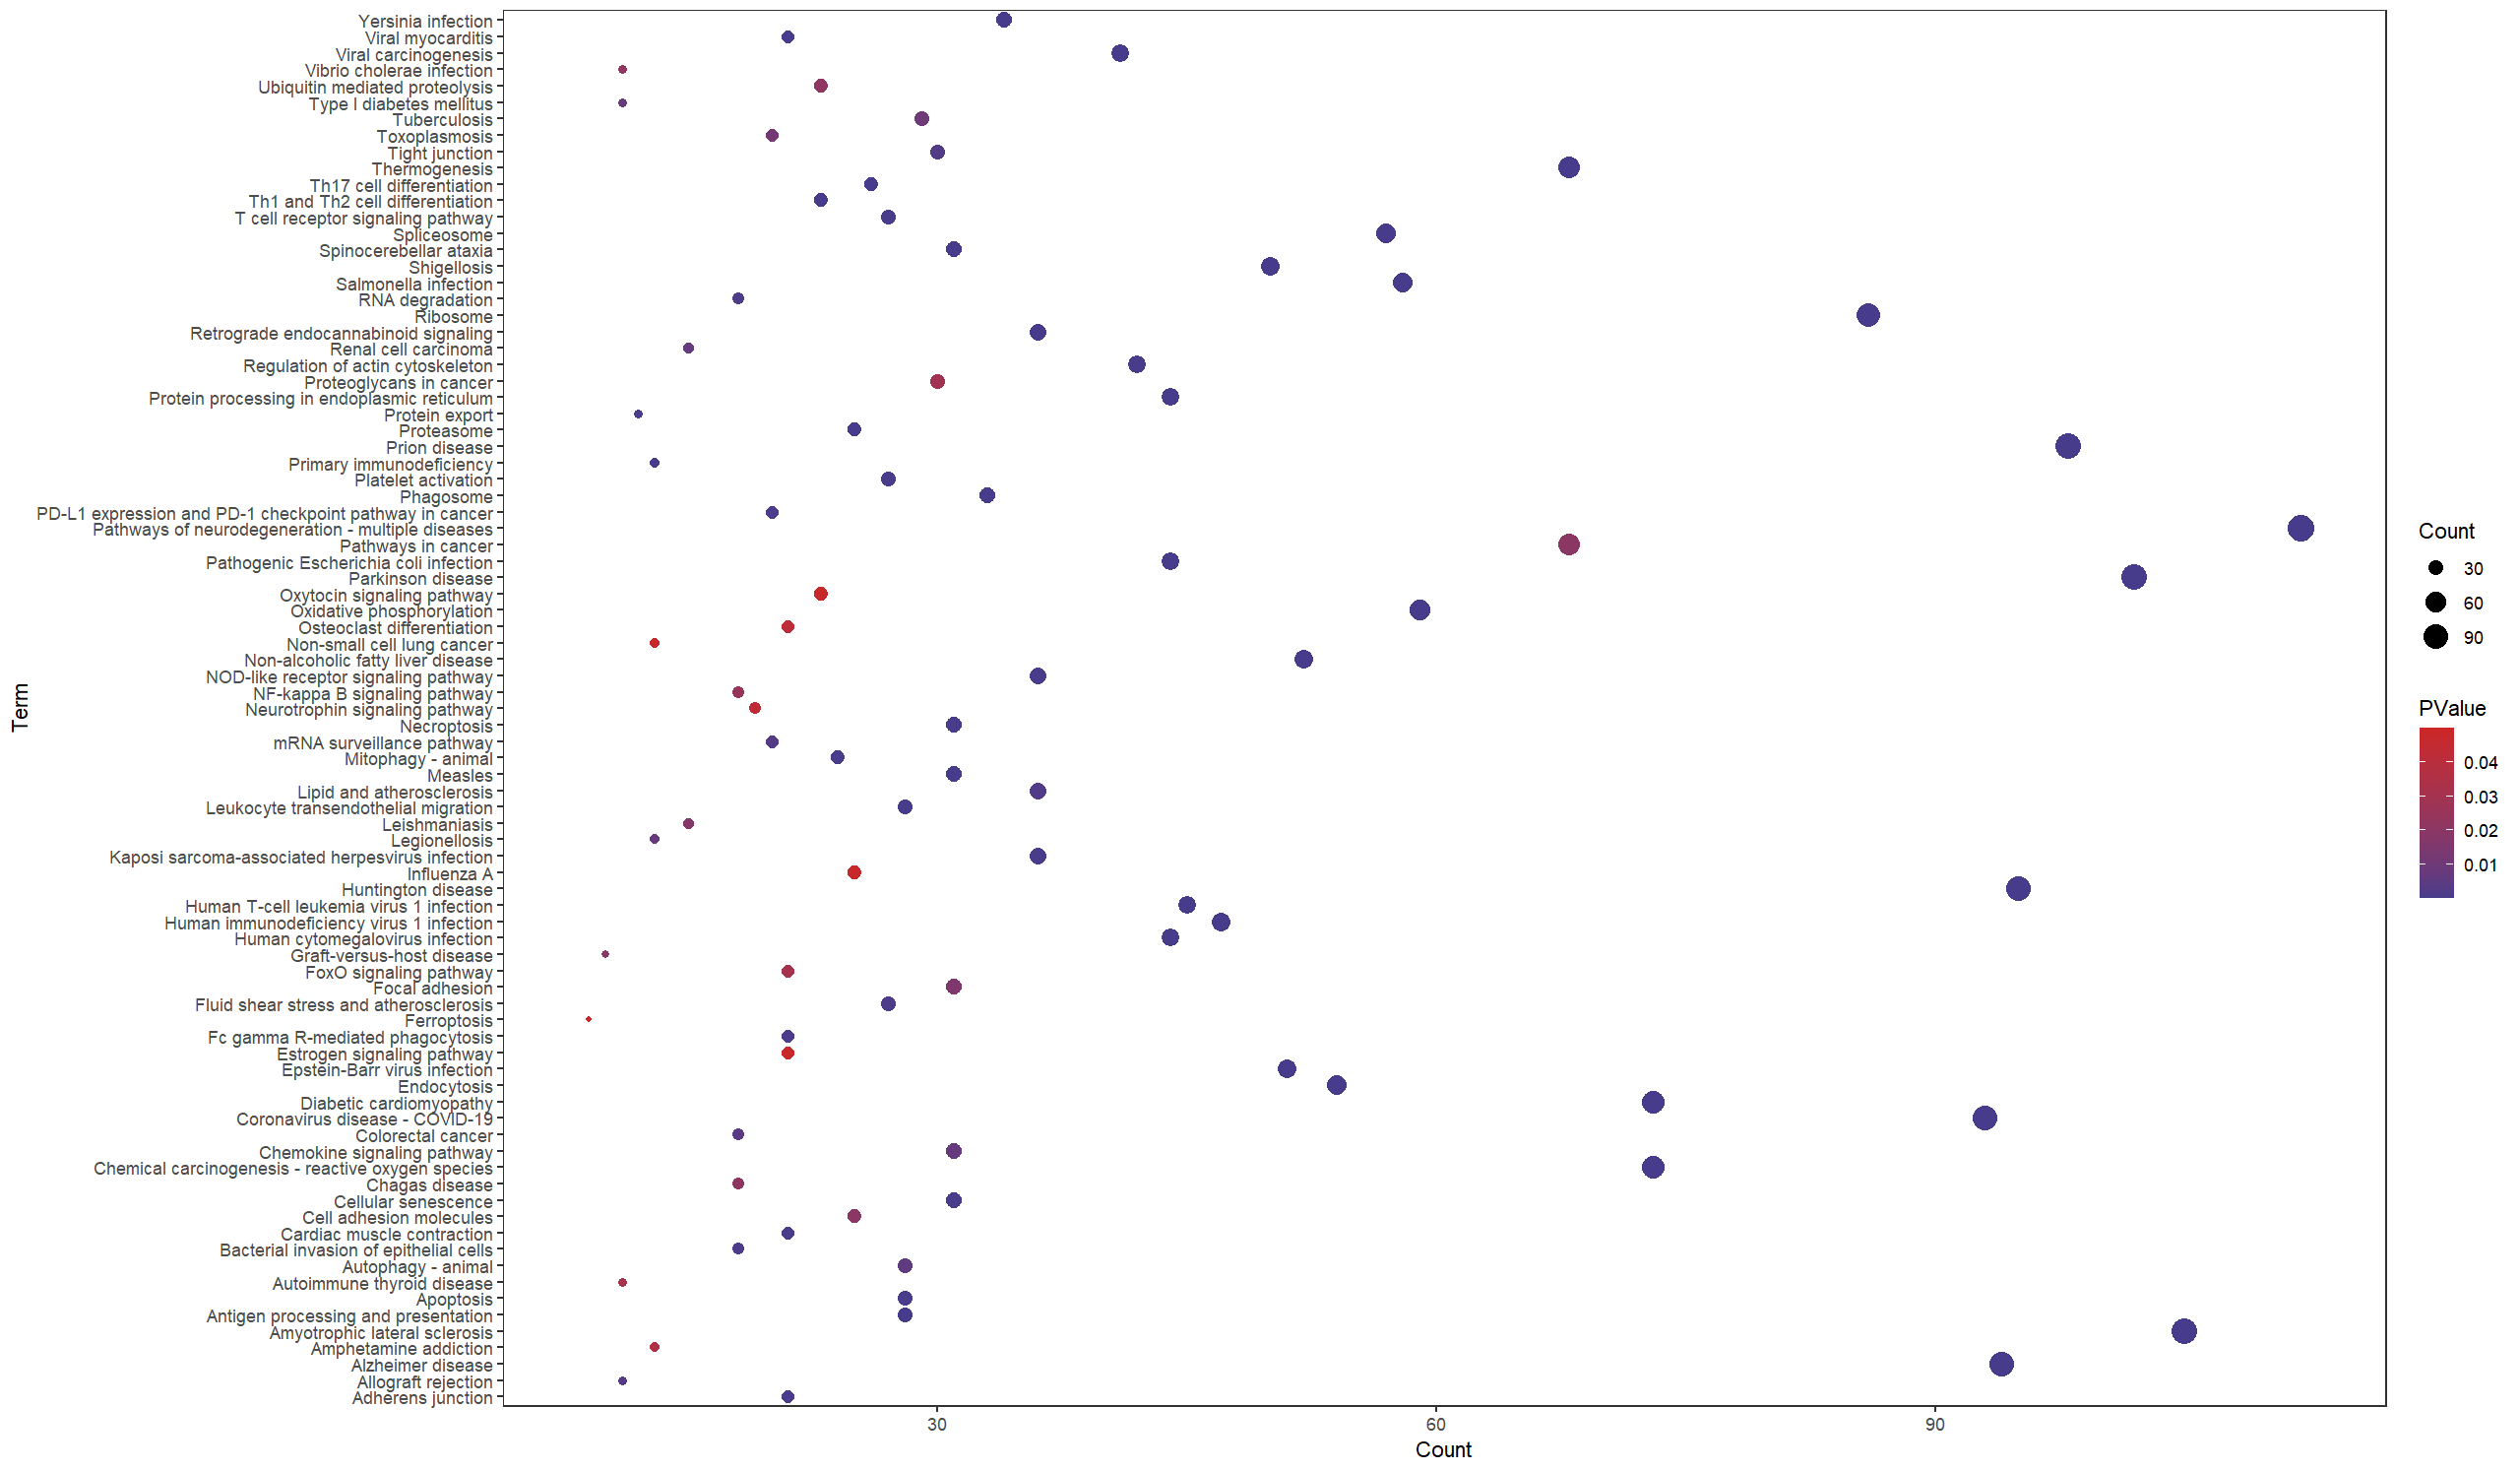 Yersinia infection
Viral myocarditis
Viral carcinogenesis
Vibrio cholerae infection
Ubiquitin mediated proteolysis
Type I diabetes mellitus
Tuberculosis
Toxoplasmosis
Tight junction
Thermogenesis
Th17 cell differentiation
Th1 and Th2 cell differentiation
T cell receptor signaling pathway
Spliceosome
Spinocerebellar ataxia
Shigellosis
Salmonella infection
RNA degradation
Ribosome
Retrograde endocannabinoid signaling
Renal cell carcinoma
Regulation of actin cytoskeleton
Proteoglycans in cancer
Protein processing in endoplasmic reticulum
Protein export
Proteasome
Prion disease
Primary immunodeficiency
Platelet activation
Phagosome
PD-L1 expression and PD-1 checkpoint pathway in cancer
Pathways of neurodegeneration - multiple diseases
Pathways in cancer
Pathogenic Escherichia coli infection
Parkinson disease
Oxytocin signaling pathway
Oxidative phosphorylation
Osteoclast differentiation
Non-small cell lung cancer
Non-alcoholic fatty liver disease
NOD-like receptor signaling pathway
NF-kappa B signaling pathway
Neurotrophin signaling pathway
Necroptosis
mRNA surveillance pathway
Mitophagy - animal
Measles
Lipid and atherosclerosis
Leukocyte transendothelial migration
Leishmaniasis
Legionellosis
Kaposi sarcoma-associated herpesvirus infection
Influenza A
Huntington disease
Human T-cell leukemia virus 1 infection
Human immunodeficiency virus 1 infection
Human cytomegalovirus infection
Graft-versus-host disease
FoxO signaling pathway
Focal adhesion
Fluid shear stress and atherosclerosis
Ferroptosis
Fc gamma R-mediated phagocytosis
Estrogen signaling pathway
Epstein-Barr virus infection
Endocytosis
Diabetic cardiomyopathy
Coronavirus disease - COVID-19
Colorectal cancer
Chemokine signaling pathway
Chemical carcinogenesis - reactive oxygen species
Chagas disease
Cellular senescence
Cell adhesion molecules
Cardiac muscle contraction
Bacterial invasion of epithelial cells
Autophagy - animal
Autoimmune thyroid disease
Apoptosis
Antigen processing and presentation
Amyotrophic lateral sclerosis
Amphetamine addiction
Alzheimer disease
Allograft rejection
Adherens junction
Term
30
60
90
Count
Count
30
60
90
PValue
0.04
0.03
0.02
0.01